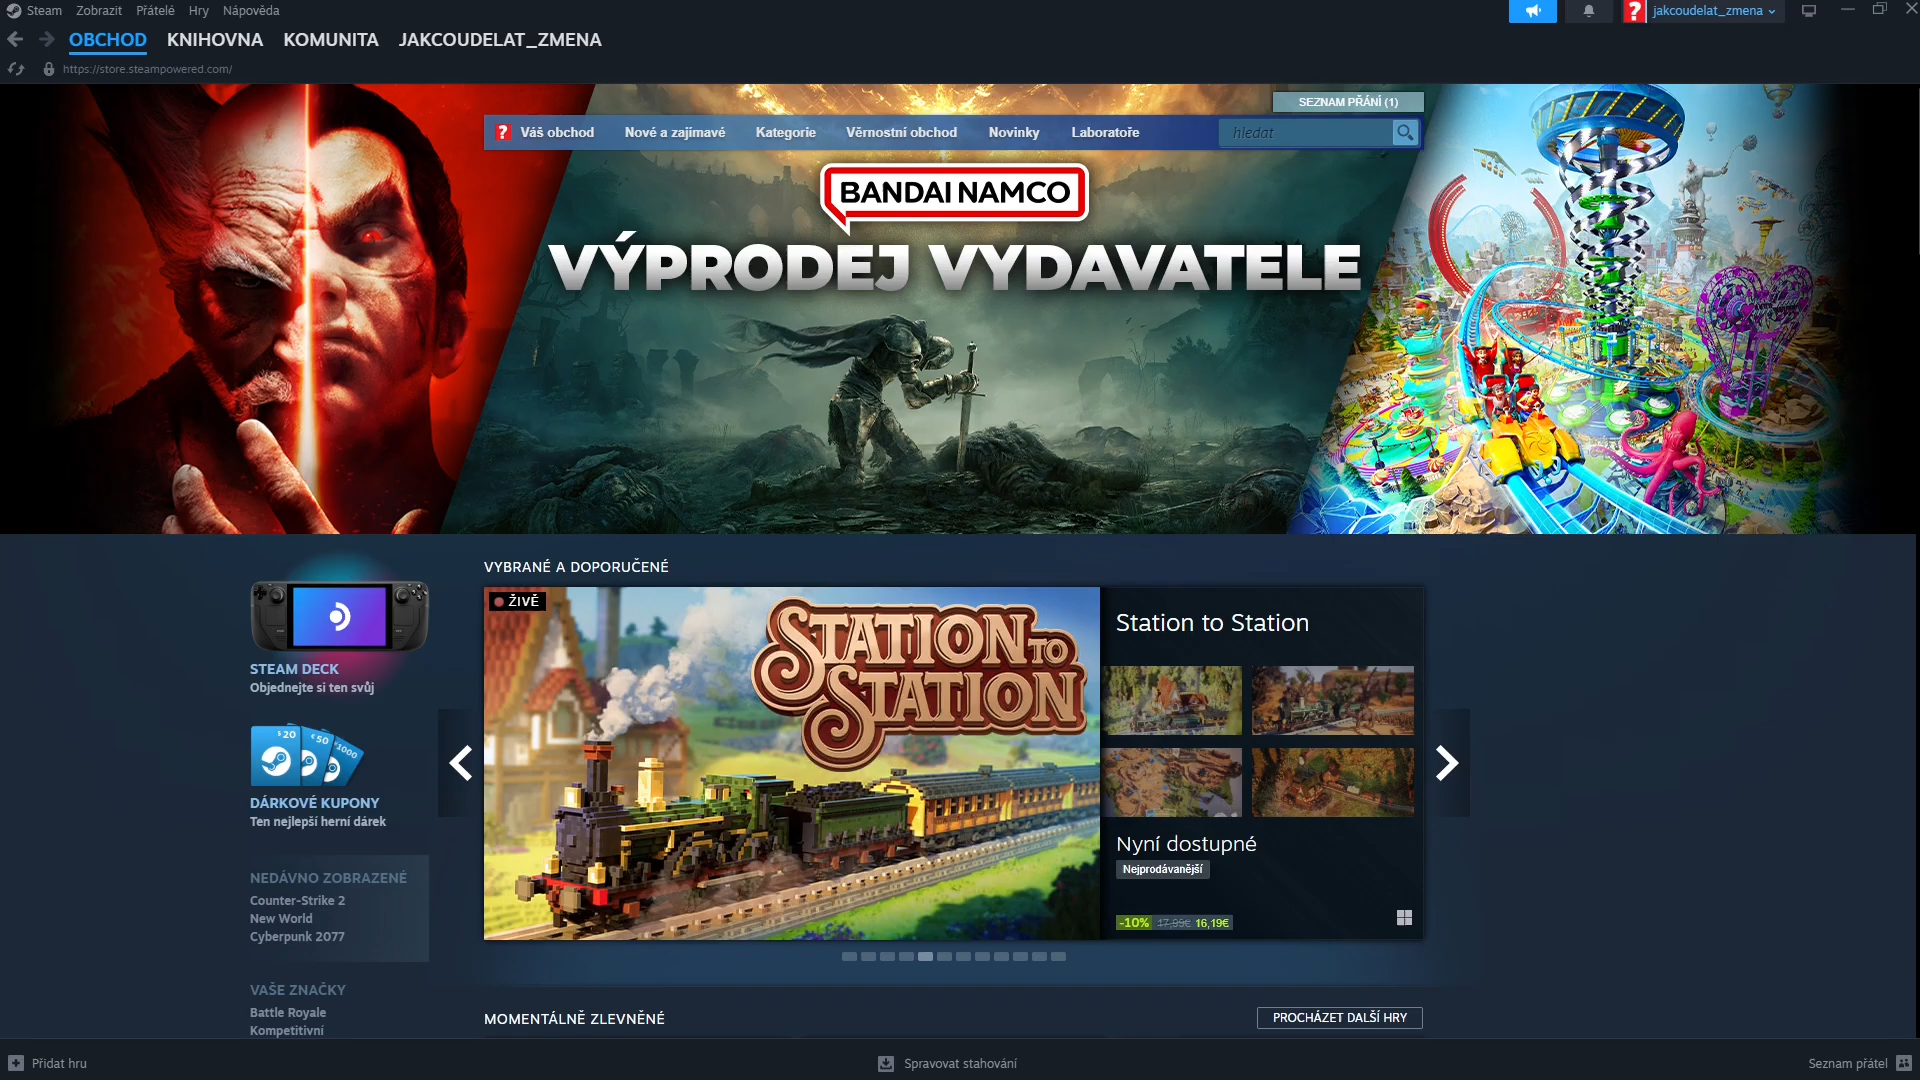 Steam Zobrazit Přátelé Hry Nápověda
? jakcoudelat_zmena
OBCHOD KNIHOVNA KOMUNITA JAKCOUDELAT_ZMENA
https://store.steampowered.com/
SEZNAM PŘÁNÍ (1)
? Váš obchod Nové a zajímavé Kategorie Věrnostní obchod Novinky Laboratoře hledat
BANDAI NAMCO
VÝPRODEJ VYDAVATELE
VYBRANÉ A DOPORUČENÉ
ŽIVĚ
STATION TO STATION
Station to Station
Nyní dostupné
Nejprodávanější
-10% 17,99€ 16,19€
STEAM DECK
Objednejte si ten svůj
$20 €50 1000
DÁRKOVÉ KUPONY
Ten nejlepší herní dárek
NEDÁVNO ZOBRAZENÉ
Counter-Strike 2
New World
Cyberpunk 2077
VAŠE ZNAČKY
Battle Royale
Kompetitivní
MOMENTÁLNĚ ZLEVNĚNÉ
PROCHÁZET DALŠÍ HRY
Přidat hru Spravovat stahování Seznam přátel